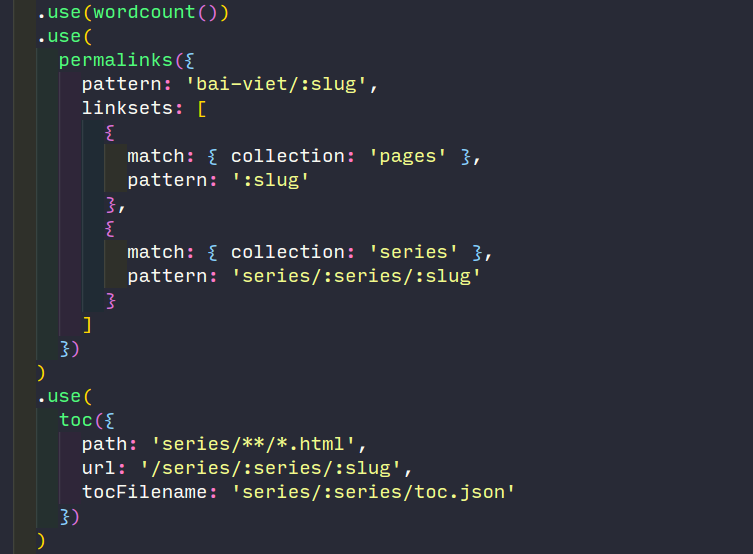 .use(wordcount())
.use(
permalinks({
pattern: 'bai-viet/:slug',
linksets: [
{
match: { collection: 'pages' },
pattern: ':slug'
},
{
match: { collection: 'series' },
pattern: 'series/:series/:slug'
}
]
})
)
.use(
toc({
path: 'series/**/*.html',
url: '/series/:series/:slug',
tocFilename: 'series/:series/toc.json'
})
)